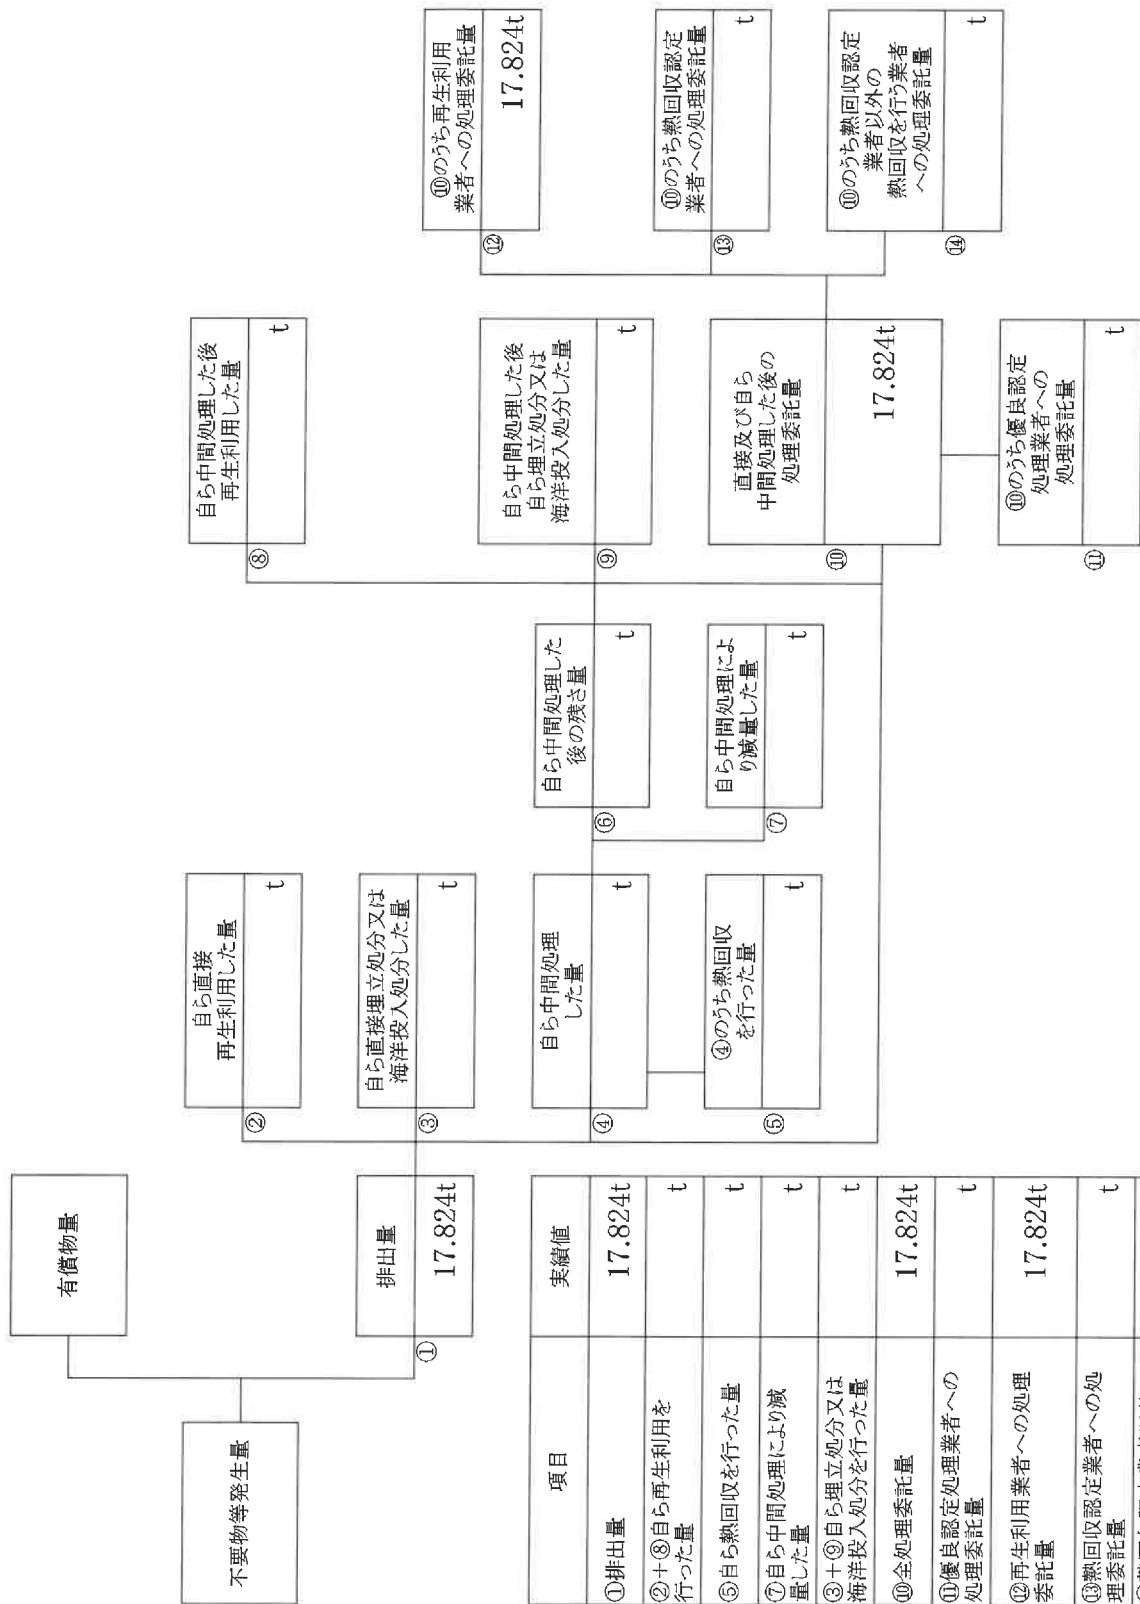 不要物等発生量
有償物量
排出量
① 17.824t
自ら直接
再生利用した量
② t
自ら直接埋立処分又は
海洋投入処分した量
③ t
自ら中間処理
した量
④ t
④のうち熱回収
を行った量
⑤ t
自ら中間処理した
後の残さ量
⑥ t
自ら中間処理によ
り減量した量
⑦ t
自ら中間処理した後
再生利用した量
⑧ t
自ら中間処理した後
自ら埋立処分又は
海洋投入処分した量
⑨ t
直接及び自ら
中間処理した後の
処理委託量
⑩ 17.824t
⑩のうち優良認定
処理業者への
処理委託量
⑪ t
⑩のうち再生利用
業者への処理委託量
⑫ 17.824t
⑩のうち熱回収認定
業者への処理委託量
⑬ t
⑩のうち熱回収認定
業者以外の
熱回収を行う業者
への処理委託量
⑭ t
項目 実績値
①排出量 17.824t
②+⑧自ら再生利用を
行った量 t
⑤自ら熱回収を行った量 t
⑦自ら中間処理により減
量した量 t
③+⑨自ら埋立処分又は
海洋投入処分を行った量 t
⑩全処理委託量 17.824t
⑪優良認定処理業者への
処理委託量 t
⑫再生利用業者への処理
委託量 17.824t
⑬熱回収認定業者への処
理委託量 t